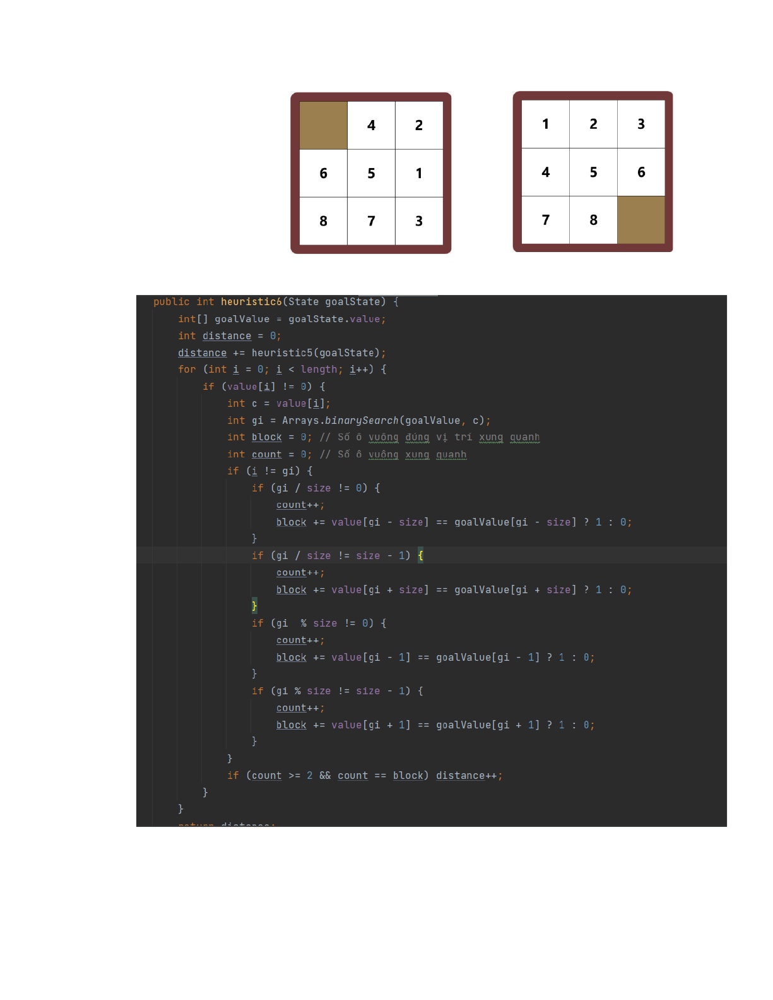 4 2
6 5 1
8 7 3
1 2 3
4 5 6
7 8
public int heuristic6(State goalState) {
int[] goalValue = goalState.value;
int distance = 0;
distance += heuristic5(goalState);
for (int i = 0; i < length; i++) {
if (value[i] != 0) {
int c = value[i];
int gi = Arrays.binarySearch(goalValue, c);
int block = 0; // Số ô vuông đúng vị trí xung quanh
int count = 0; // Số ô vuông xung quanh
if (i != gi) {
if (gi / size != 0) {
count++;
block += value[gi - size] == goalValue[gi - size] ? 1 : 0;
}
if (gi / size != size - 1) {
count++;
block += value[gi + size] == goalValue[gi + size] ? 1 : 0;
}
if (gi  % size != 0) {
count++;
block += value[gi - 1] == goalValue[gi - 1] ? 1 : 0;
}
if (gi % size != size - 1) {
count++;
block += value[gi + 1] == goalValue[gi + 1] ? 1 : 0;
}
}
if (count >= 2 && count == block) distance++;
}
}
return distance;